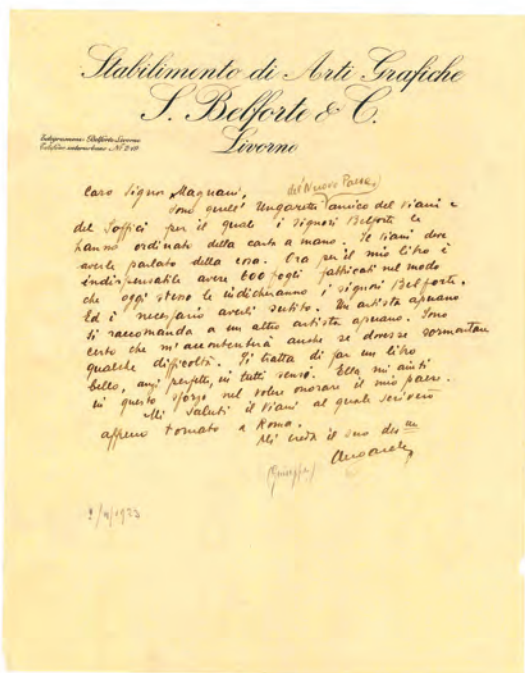 Stabilimento di Arti Grafiche
S. Belforte & C.
Livorno
Telegrammi: Belforte Livorno
Telefono interurbano: N.
Caro Signor Magnani,
del "Nuovo Paese,"
Sono quell' Ungaretti amico del Viani e
del Soffici per il quale i signori Belforte le
hanno ordinato della carta a mano. Il Viani deve
averle parlato della cosa. Ora per il mio libro è
indispensabile avere 600 fogli fabbricati nel modo
che oggi stesso le indicheranno i signori Belforte.
Ed è necessario averli subito. Un artista apuano
si raccomanda a un altro artista apuano. Sono
certo che m'accontenterà anche se dovesse sormontare
qualche difficoltà. Si tratta di far un libro
bello, anzi perfetto, in tutti sensi. Ella mi aiuti
in questo sforzo nel voler onorare il mio paese.
Mi saluti il Viani al quale scriverò
appena tornato a Roma.
Mi creda il suo
Ungaretti
(Giuseppe)
2/4/1923